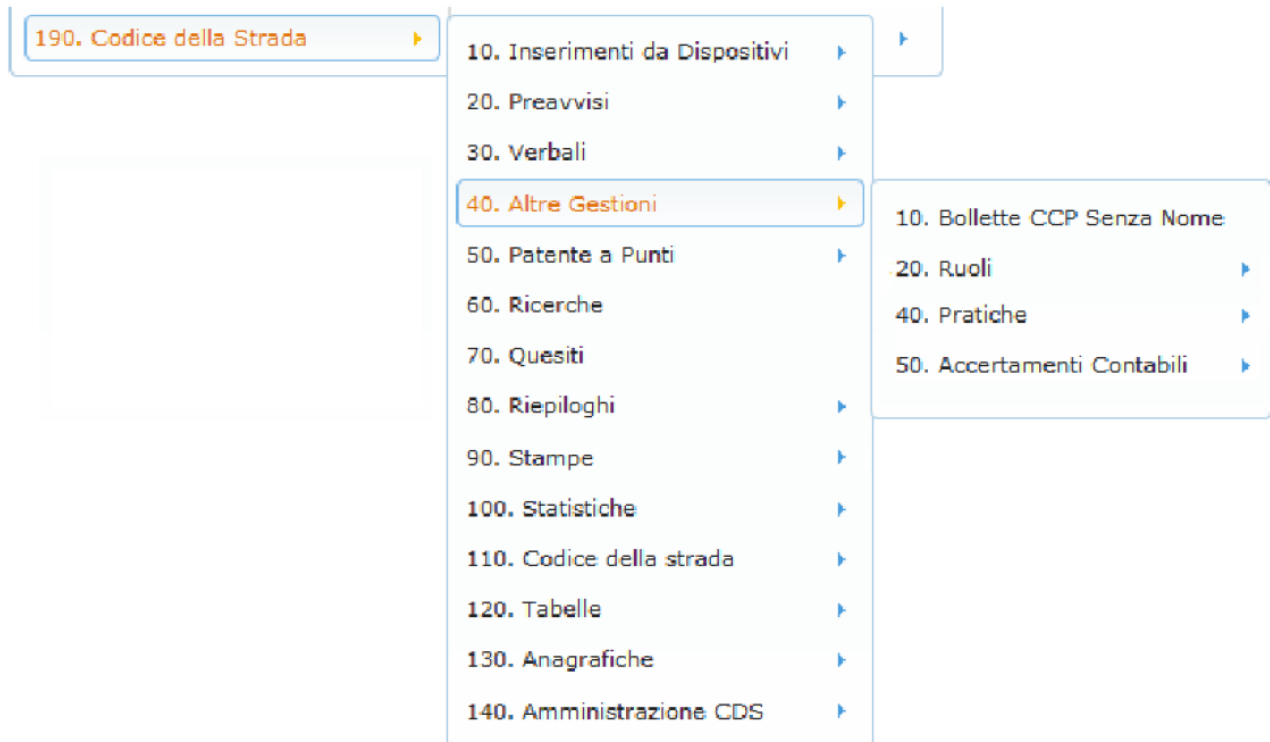 190. Codice della Strada
10. Inserimenti da Dispositivi
20. Preavvisi
30. Verbali
40. Altre Gestioni
50. Patente a Punti
60. Ricerche
70. Quesiti
80. Riepiloghi
90. Stampe
100. Statistiche
110. Codice della strada
120. Tabelle
130. Anagrafiche
140. Amministrazione CDS
10. Bollette CCP Senza Nome
20. Ruoli
40. Pratiche
50. Accertamenti Contabili